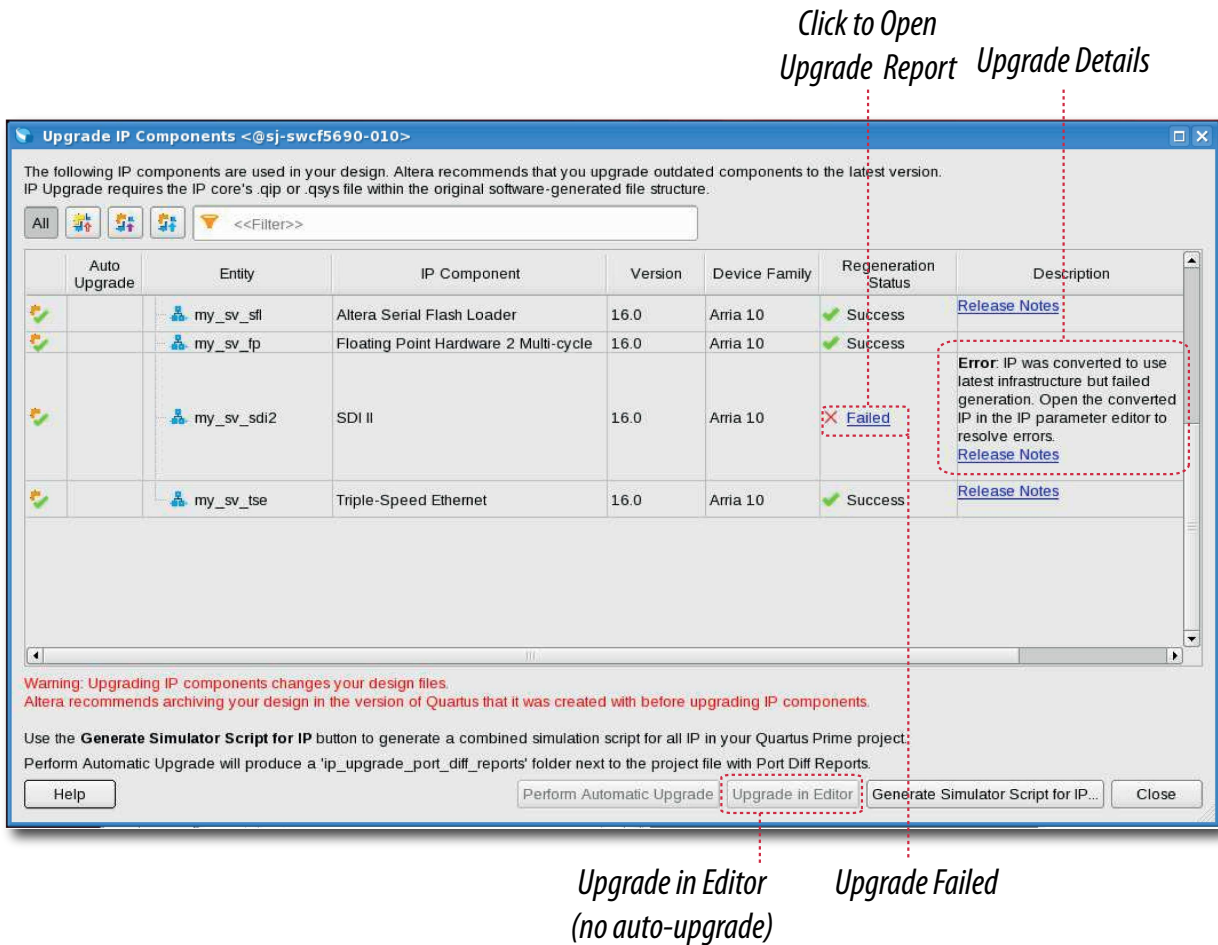 Click to Open
Upgrade Report
Upgrade Details
Upgrade IP Components <@sj-swcf5690-010>
The following IP components are used in your design. Altera recommends that you upgrade outdated components to the latest version.
IP Upgrade requires the IP core's .qip or .qsys file within the original software-generated file structure.
All
<<Filter>>
Auto
Upgrade
Entity
IP Component
Version
Device Family
Regeneration
Status
Description
my_sv_sfl
Altera Serial Flash Loader
16.0
Arria 10
Success
Release Notes
my_sv_fp
Floating Point Hardware 2 Multi-cycle
16.0
Arria 10
Success
my_sv_sdi2
SDI II
16.0
Arria 10
Failed
Error: IP was converted to use
latest infrastructure but failed
generation. Open the converted
IP in the IP parameter editor to
resolve errors.
Release Notes
my_sv_tse
Triple-Speed Ethernet
16.0
Arria 10
Success
Release Notes
Warning: Upgrading IP components changes your design files.
Altera recommends archiving your design in the version of Quartus that it was created with before upgrading IP components.
Use the Generate Simulator Script for IP button to generate a combined simulation script for all IP in your Quartus Prime project.
Perform Automatic Upgrade will produce a 'ip_upgrade_port_diff_reports' folder next to the project file with Port Diff Reports.
Help
Perform Automatic Upgrade
Upgrade in Editor
Generate Simulator Script for IP...
Close
Upgrade in Editor
(no auto-upgrade)
Upgrade Failed